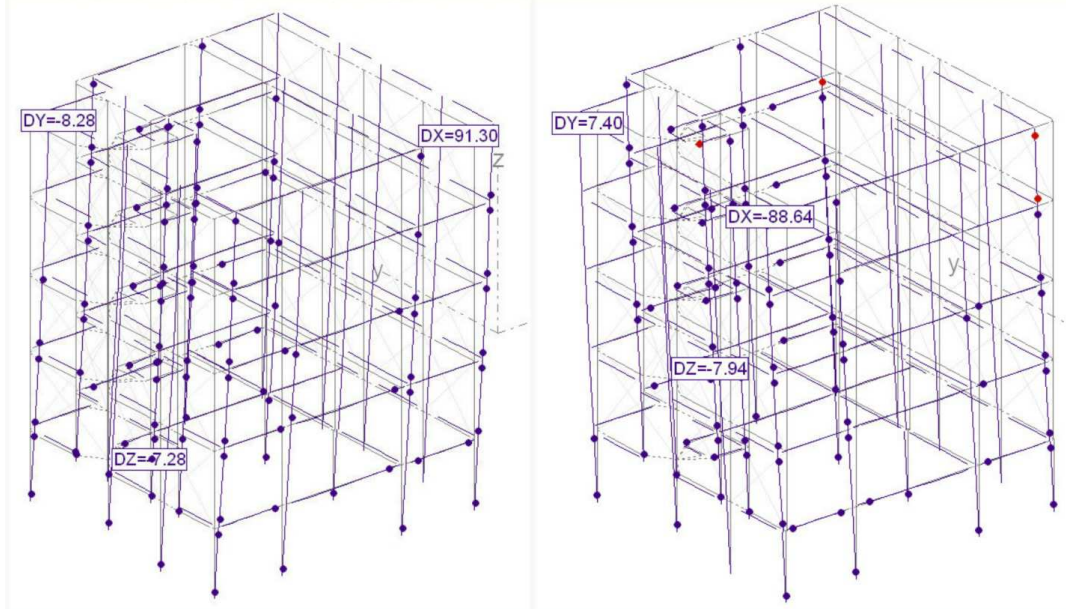 DY=-8.28
DX=91.30
z
y
DZ=-7.28
DY=7.40
DX=-88.64
y
DZ=-7.94